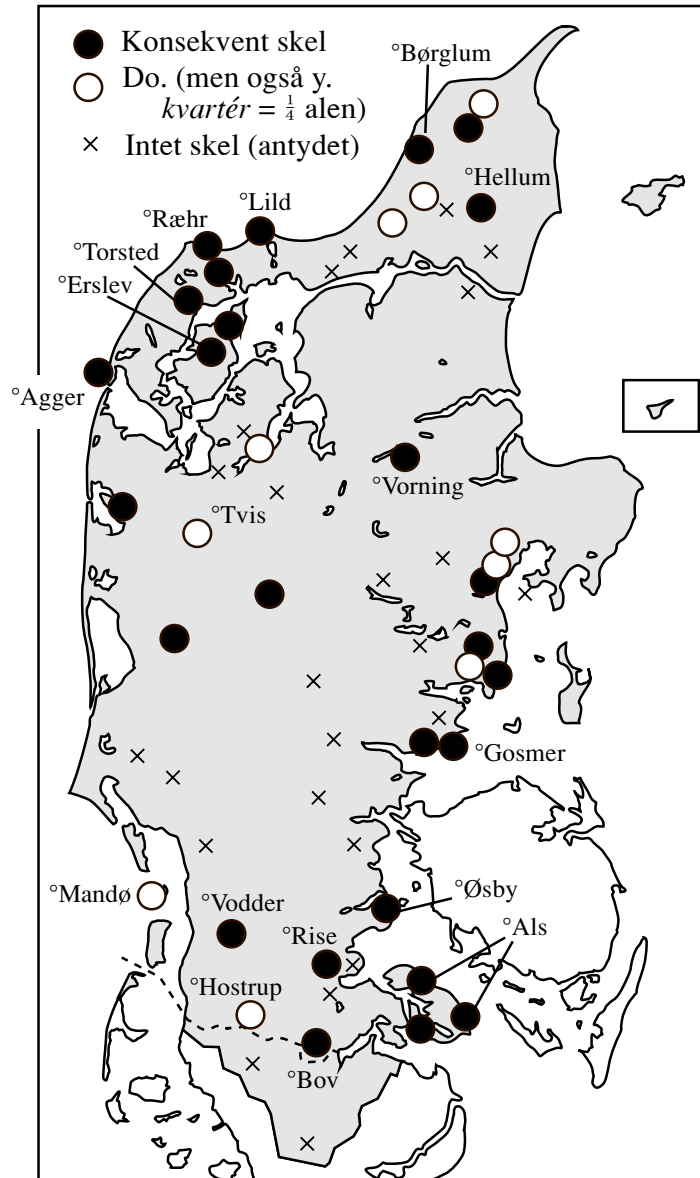 Konsekvent skel
Do. (men også y.
kvartér = ¼ alen)
Intet skel (antydet)
°Børglum
°Hellum
°Lild
°Ræhr
°Torsted
°Erslev
°Agger
°Vorning
°Tvis
°Gosmer
°Mandø
°Vodder
°Øsby
°Rise
°Als
°Hostrup
°Bov